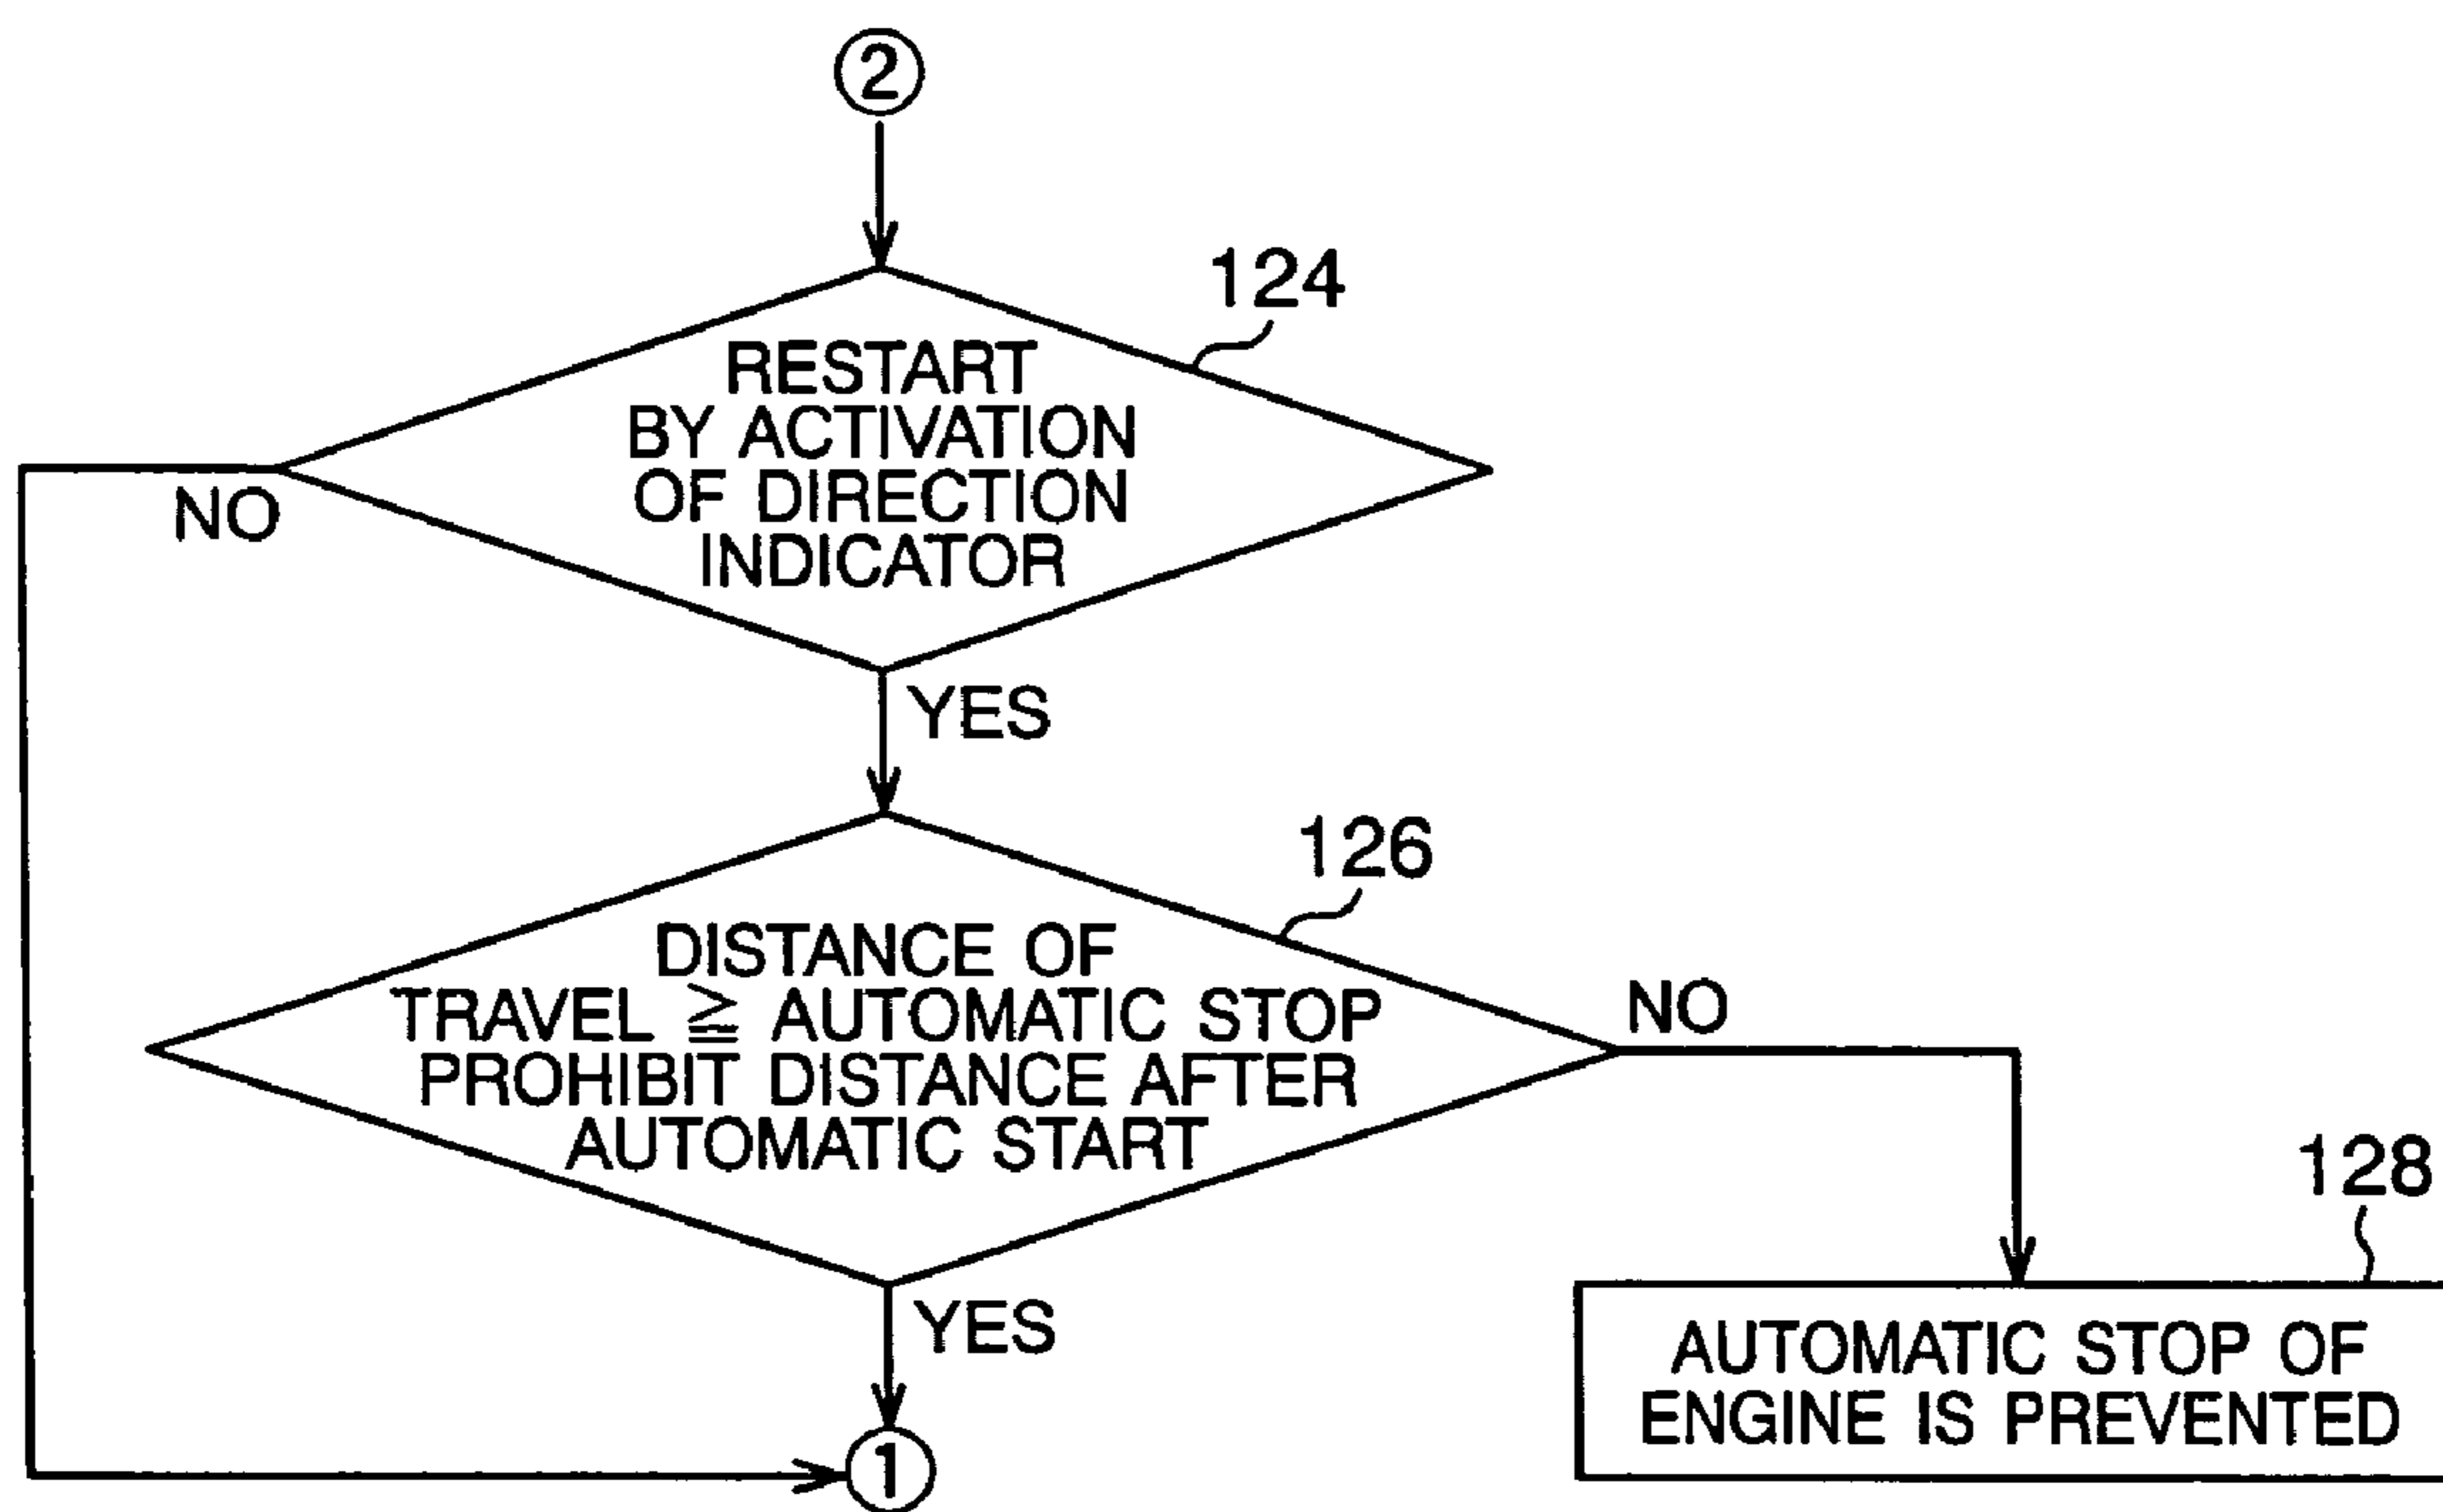 2
124
RESTART
BY ACTIVATION
OF DIRECTION
INDICATOR
NO
YES
126
DISTANCE OF
TRAVEL ≧ AUTOMATIC STOP
PROHIBIT DISTANCE AFTER
AUTOMATIC START
NO
YES
128
AUTOMATIC STOP OF
ENGINE IS PREVENTED
1